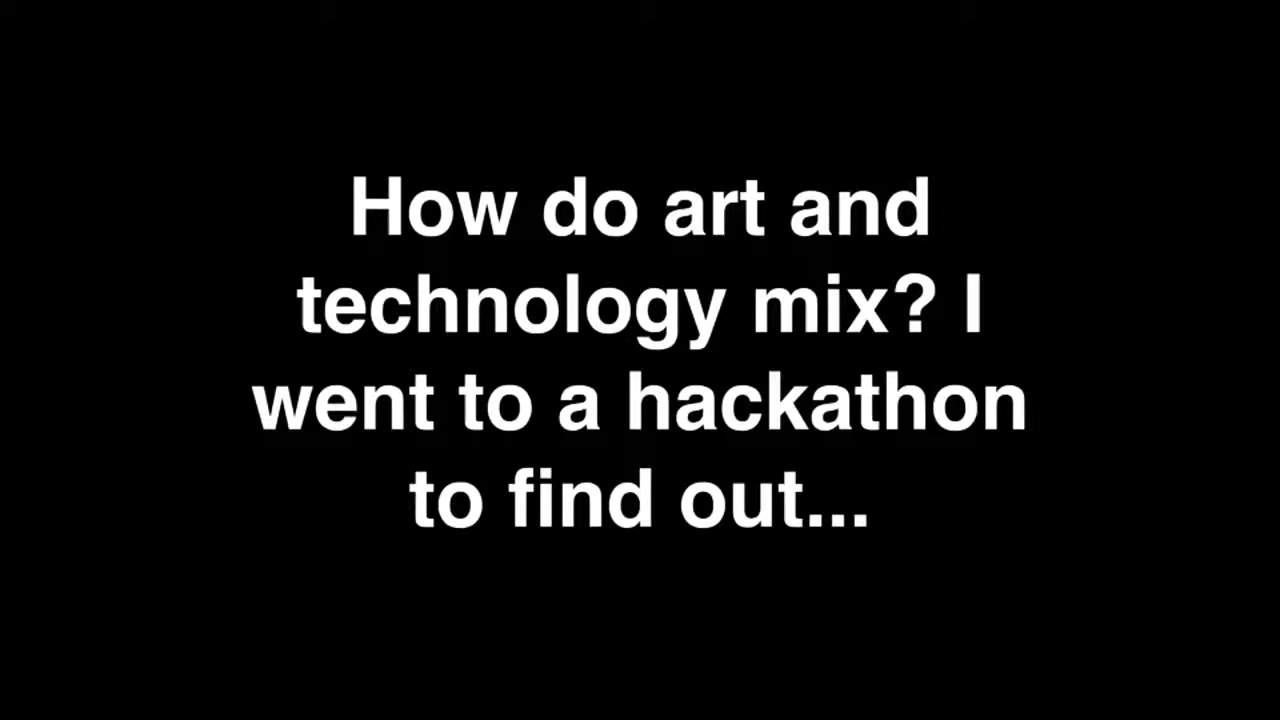 How do art and
technology mix? I
went to a hackathon
to find out...